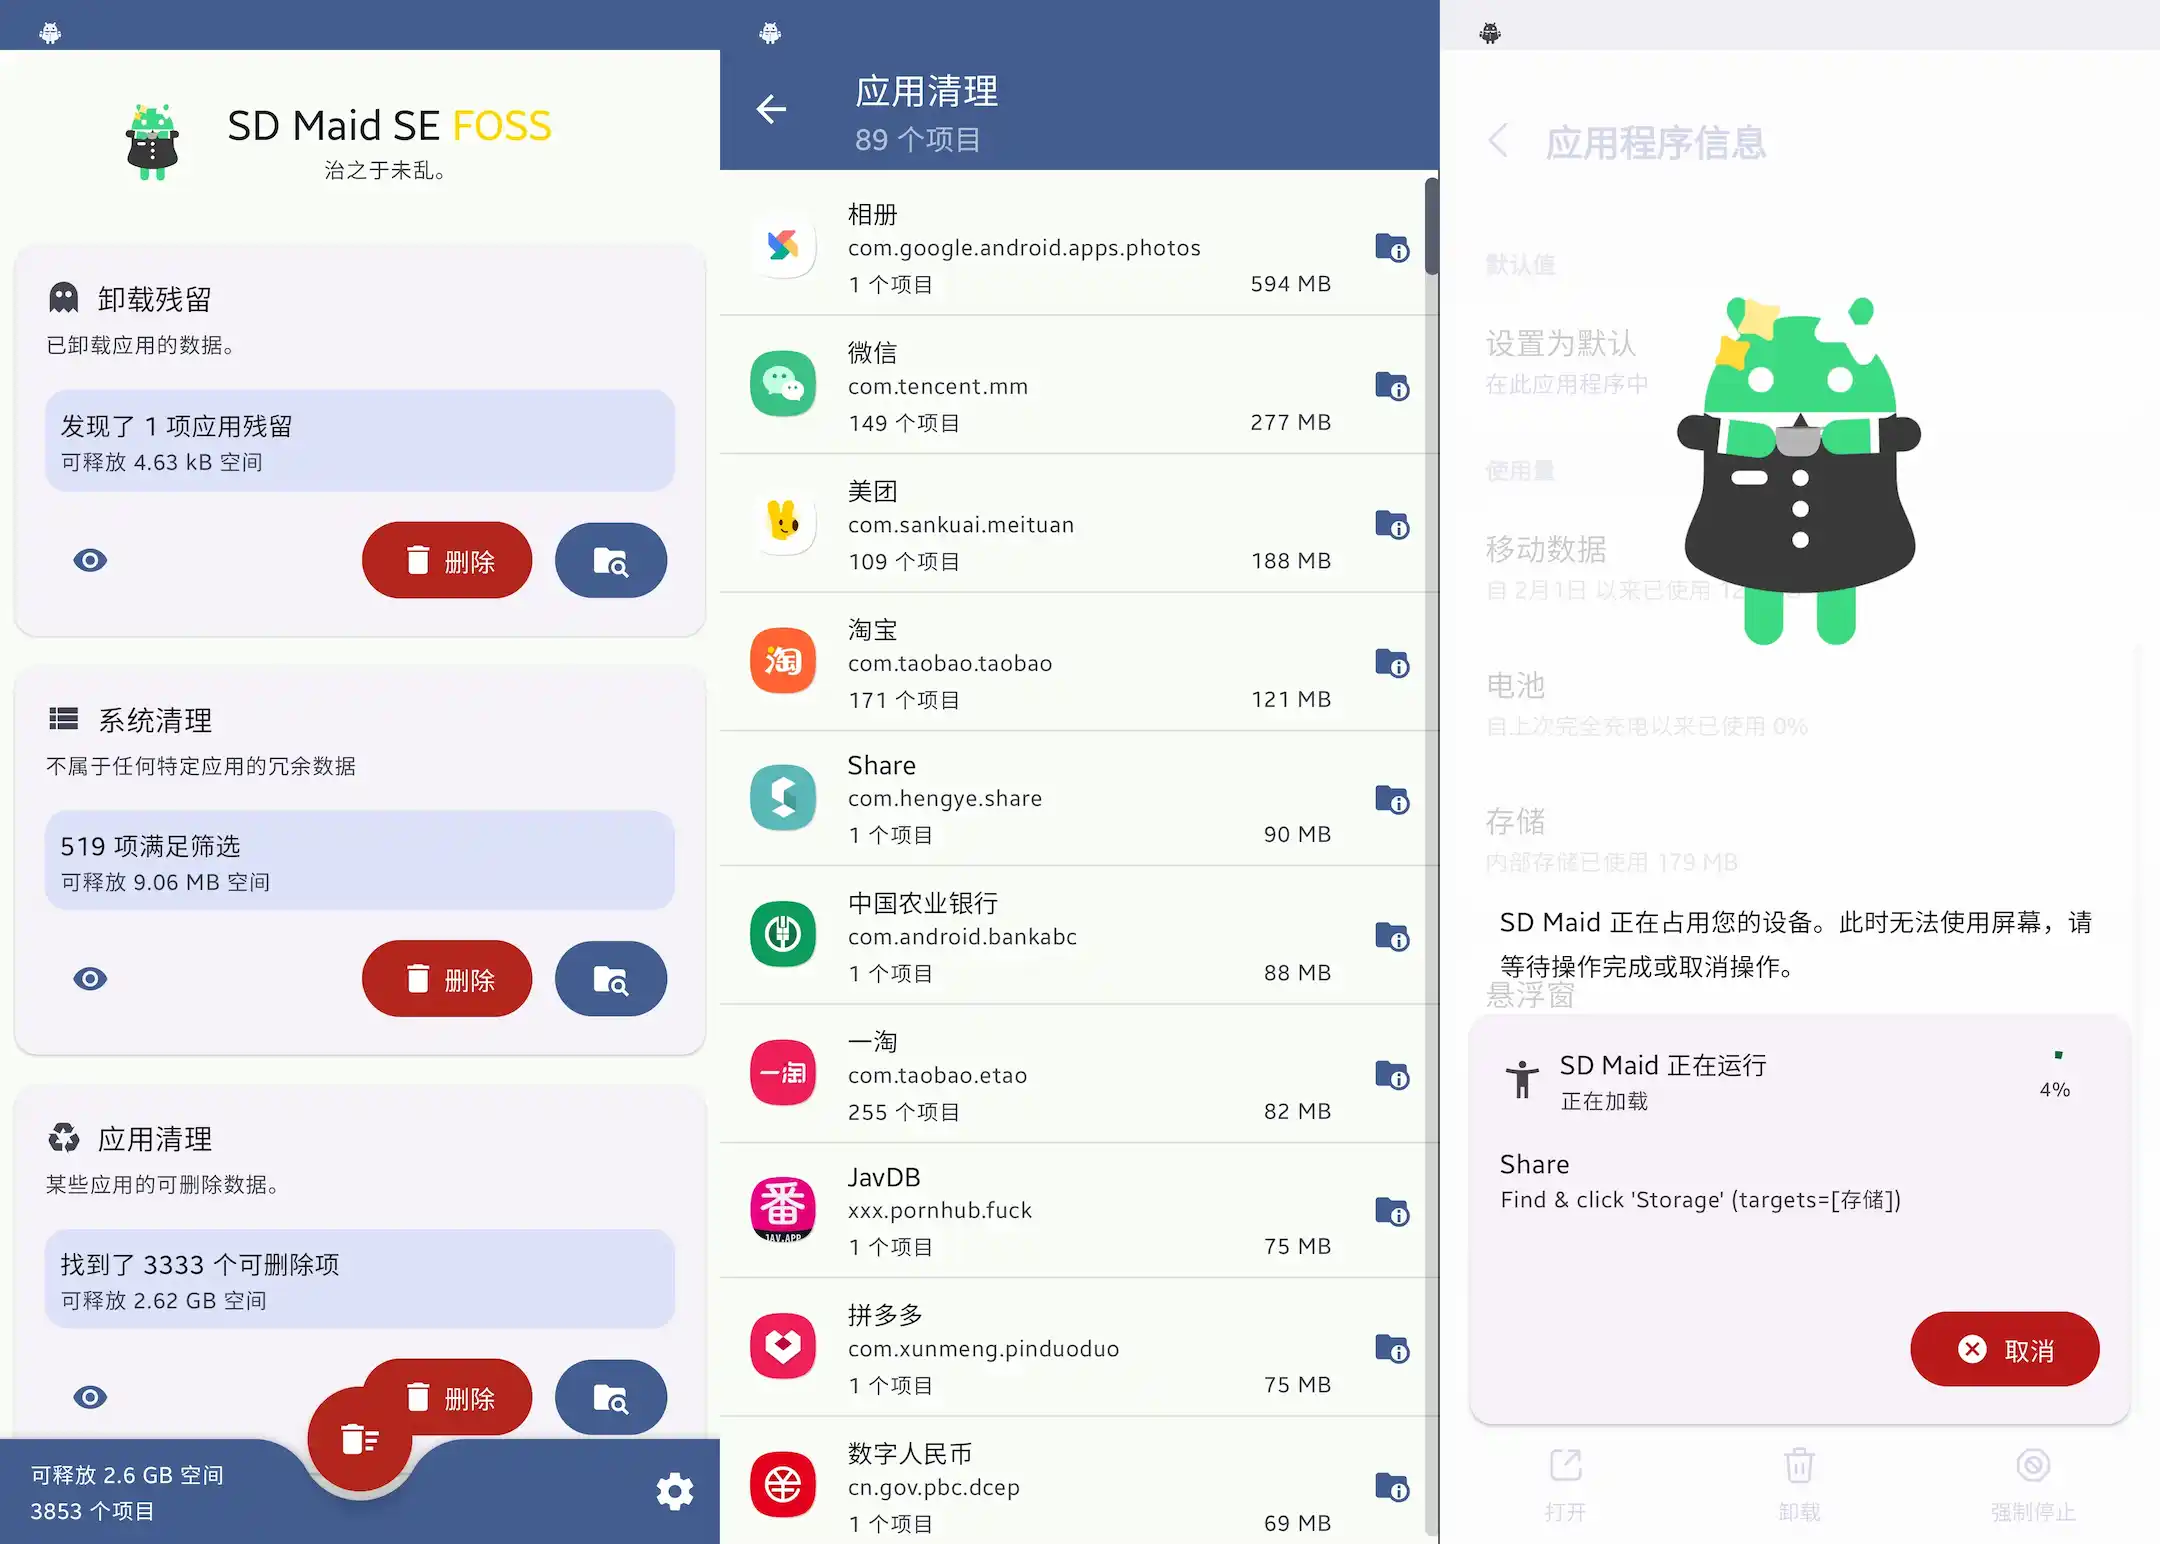 SD Maid SE FOSS
治之于未乱。
卸载残留
已卸载应用的数据。
发现了 1 项应用残留
可释放 4.63 kB 空间
删除
系统清理
不属于任何特定应用的冗余数据
519 项满足筛选
可释放 9.06 MB 空间
删除
应用清理
某些应用的可删除数据。
找到了 3333 个可删除项
可释放 2.62 GB 空间
删除
可释放 2.6 GB 空间
3853 个项目
应用清理
89 个项目
相册
com.google.android.apps.photos
1 个项目 594 MB
微信
com.tencent.mm
149 个项目 277 MB
美团
com.sankuai.meituan
109 个项目 188 MB
淘
淘宝
com.taobao.taobao
171 个项目 121 MB
Share
com.hengye.share
1 个项目 90 MB
中国农业银行
com.android.bankabc
1 个项目 88 MB
一淘
一淘
com.taobao.etao
255 个项目 82 MB
番
JAV.APP
JavDB
xxx.pornhub.fuck
1 个项目 75 MB
拼多多
com.xunmeng.pinduoduo
1 个项目 75 MB
数字人民币
cn.gov.pbc.dcep
1 个项目 69 MB
应用程序信息
默认值
设置为默认
在此应用程序中
使用量
移动数据
自 2月1日 以来已使用
电池
自上次完全充电以来已使用 0%
存储
内部存储已使用 179 MB
SD Maid 正在占用您的设备。此时无法使用屏幕，请
等待操作完成或取消操作。
悬浮窗
SD Maid 正在运行
正在加载
4%
Share
Find & click 'Storage' (targets=[存储])
取消
打开
卸载
强制停止